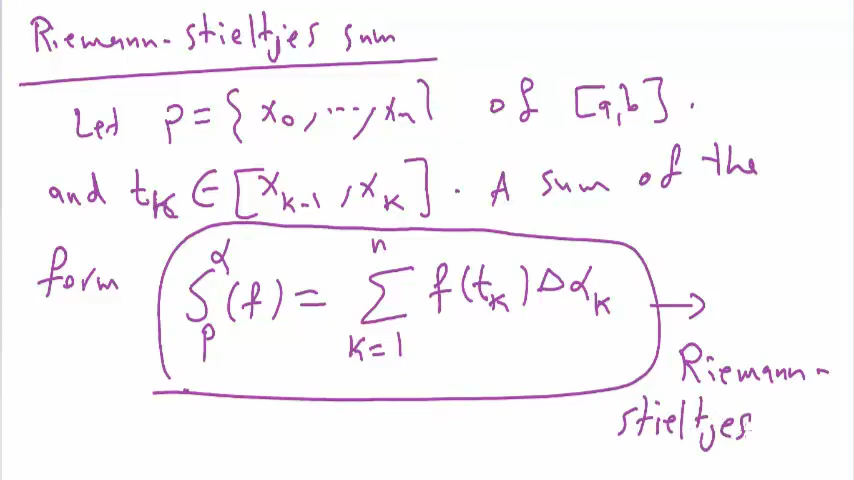 Riemann-stieltjes sum
Let P = {x₀, ..., xₙ} of [a,b].
and tₖ ∈ [xₖ₋₁, xₖ]. A sum of the
form S_P^α(f) = ∑_{k=1}^{n} f(tₖ) Δαₖ →
Riemann-
stieltjes